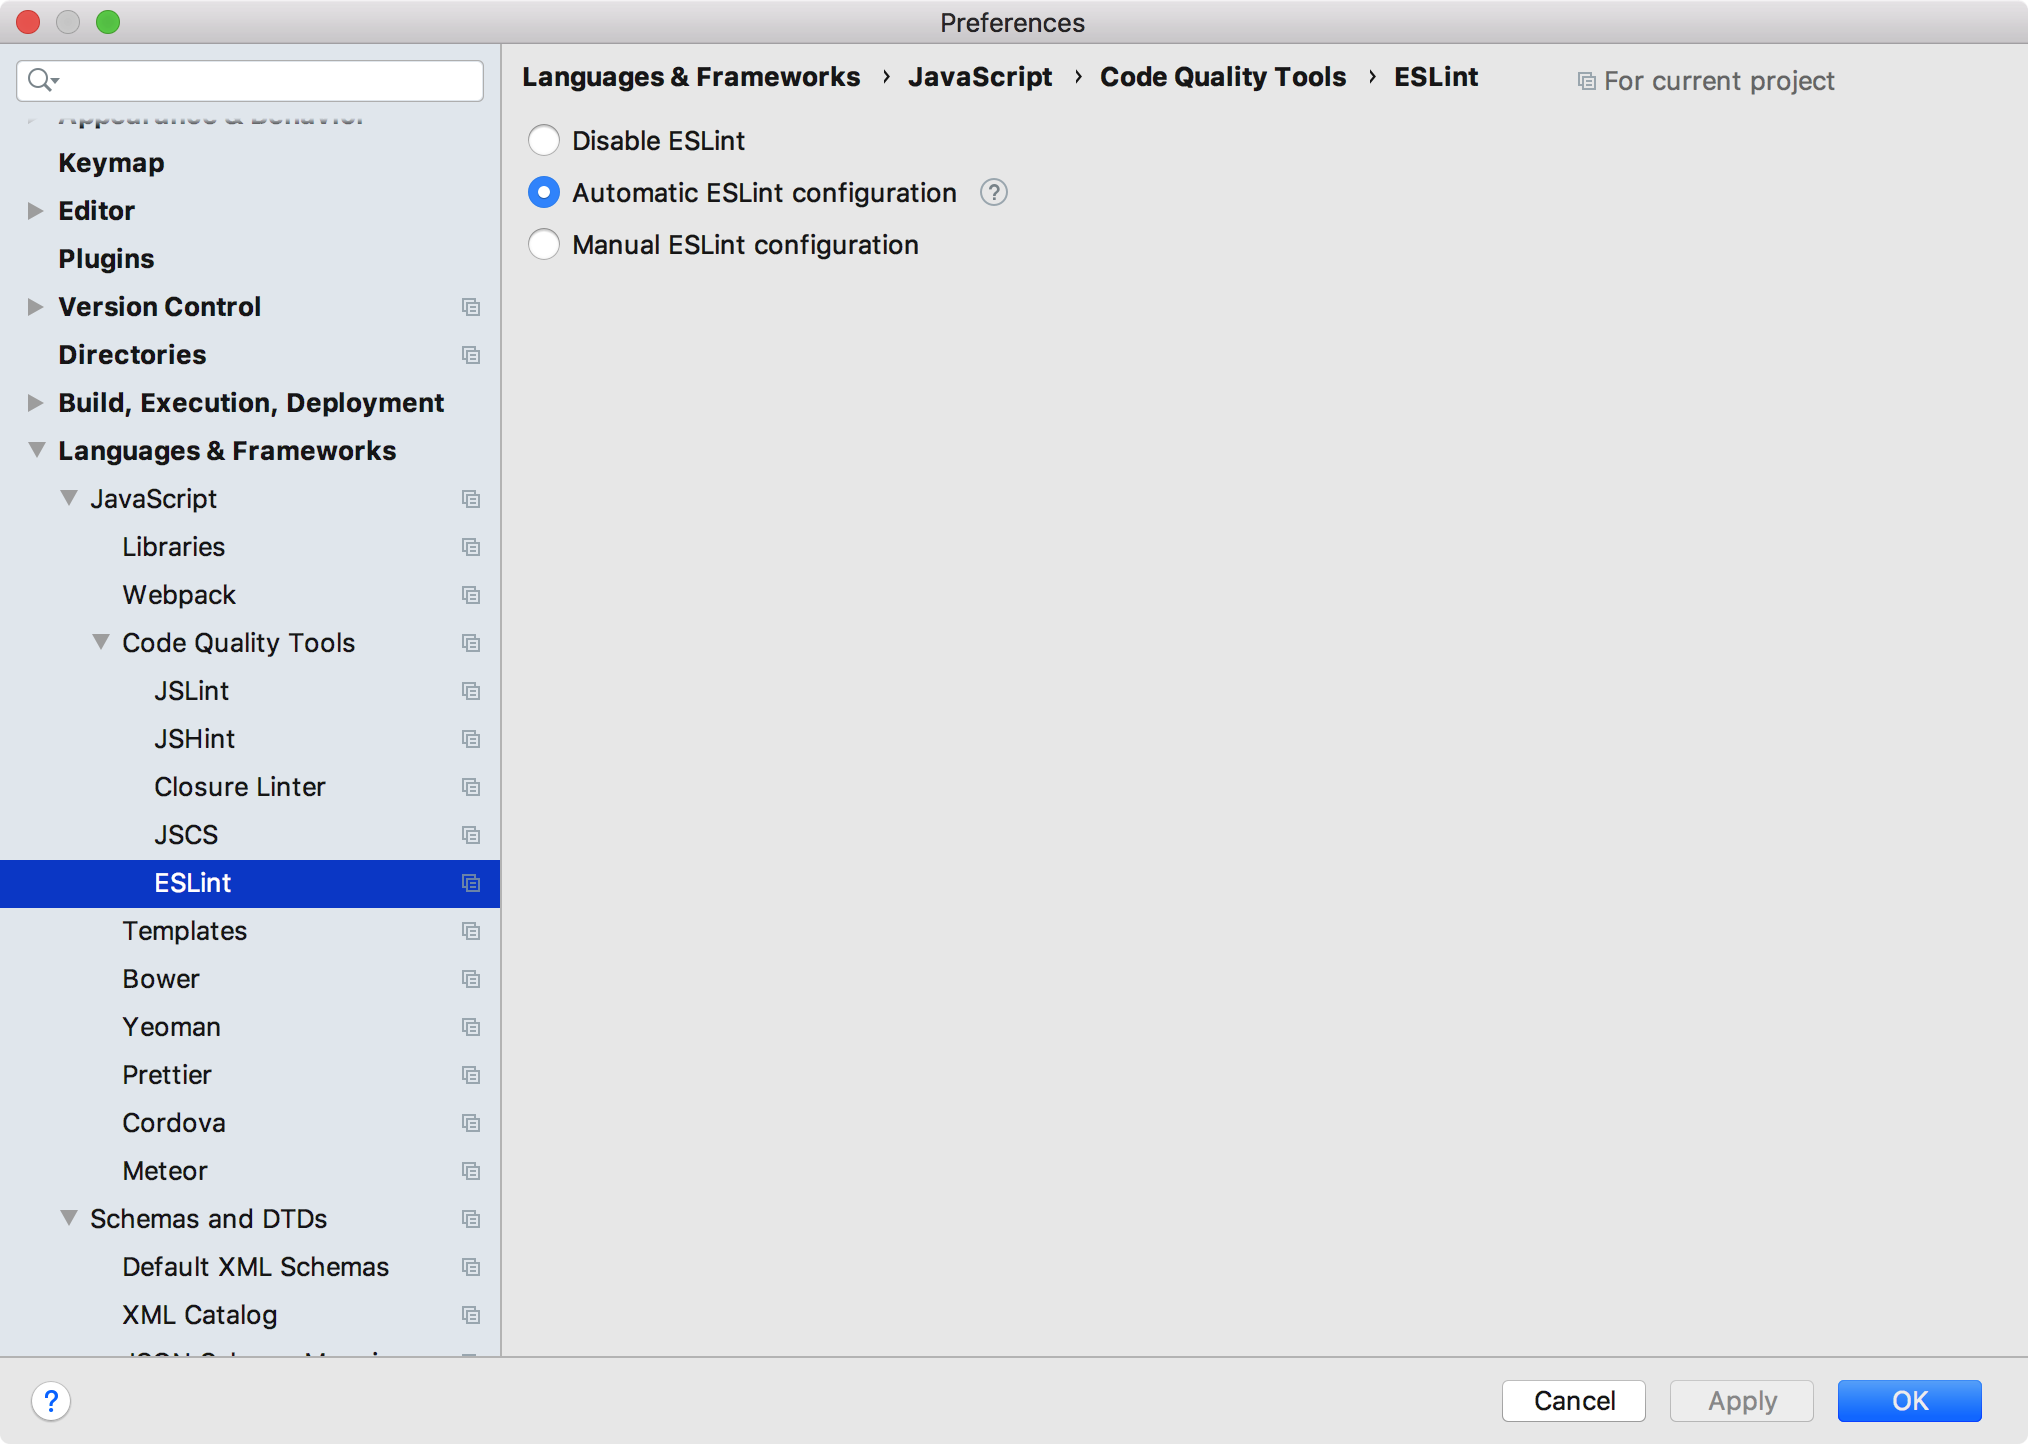 Preferences
Languages & Frameworks › JavaScript › Code Quality Tools › ESLint
For current project
Appearance & Behavior
Keymap
Editor
Plugins
Version Control
Directories
Build, Execution, Deployment
Languages & Frameworks
JavaScript
Libraries
Webpack
Code Quality Tools
JSLint
JSHint
Closure Linter
JSCS
ESLint
Templates
Bower
Yeoman
Prettier
Cordova
Meteor
Schemas and DTDs
Default XML Schemas
XML Catalog
Disable ESLint
Automatic ESLint configuration ?
Manual ESLint configuration
?
Cancel
Apply
OK